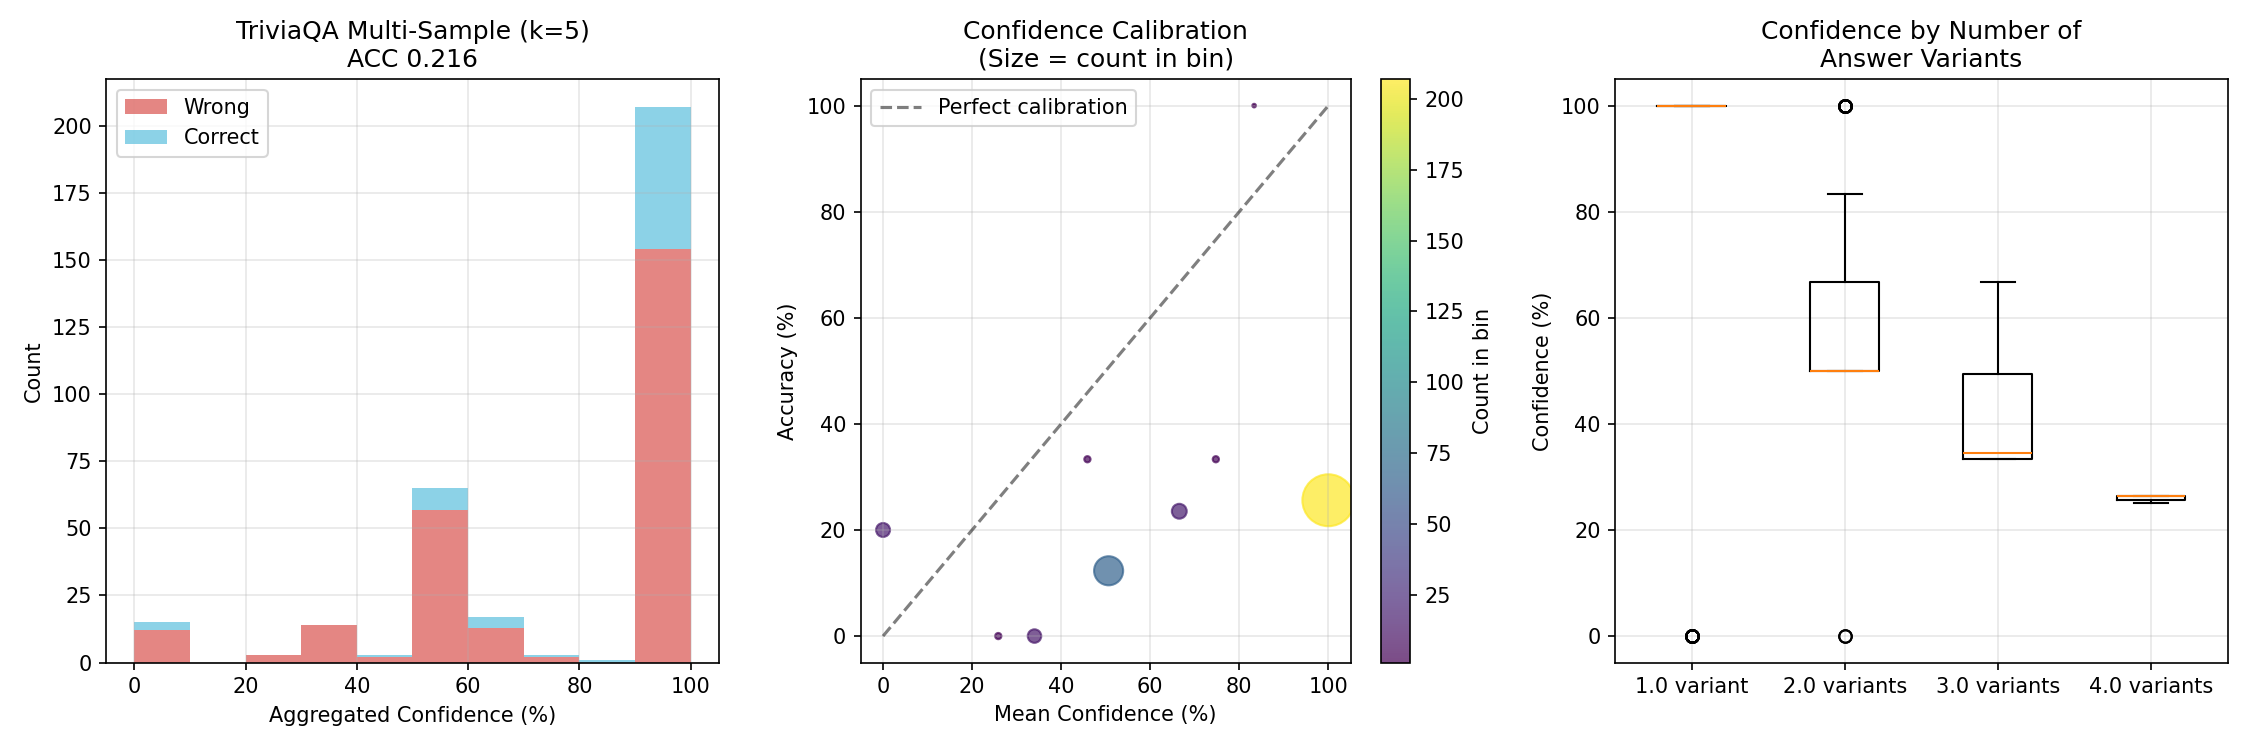 TriviaQA Multi-Sample (k=5)
ACC 0.216
Wrong
Correct
Count
0
25
50
75
100
125
150
175
200
0 20 40 60 80 100
Aggregated Confidence (%)
Confidence Calibration
(Size = count in bin)
Perfect calibration
Accuracy (%)
100
80
60
40
20
0
0 20 40 60 80 100
Mean Confidence (%)
200
175
150
125
100
75
50
25
Count in bin
Confidence by Number of
Answer Variants
Confidence (%)
100
80
60
40
20
0
1.0 variant 2.0 variants 3.0 variants 4.0 variants